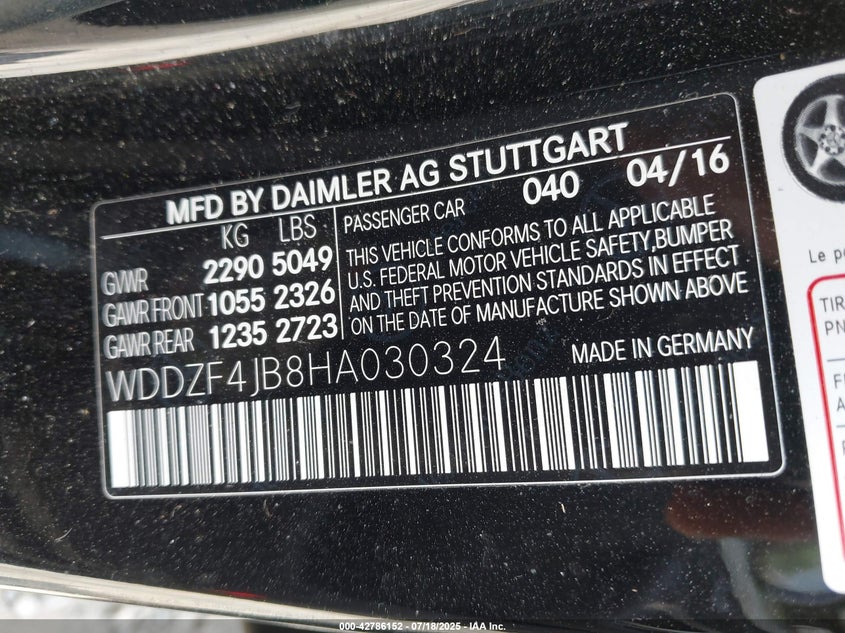 MFD BY DAIMLER AG STUTTGART
KG LBS
GVWR 2290 5049
GAWR FRONT 1055 2326
GAWR REAR 1235 2723
PASSENGER CAR 040 04/16
THIS VEHICLE CONFORMS TO ALL APPLICABLE
U.S. FEDERAL MOTOR VEHICLE SAFETY,BUMPER
AND THEFT PREVENTION STANDARDS IN EFFECT
ON THE DATE OF MANUFACTURE SHOWN ABOVE
WDDZF4JB8HA030324 MADE IN GERMANY
Le
TIR
PN
000-42786152 - 07/18/2025 - IAA Inc.